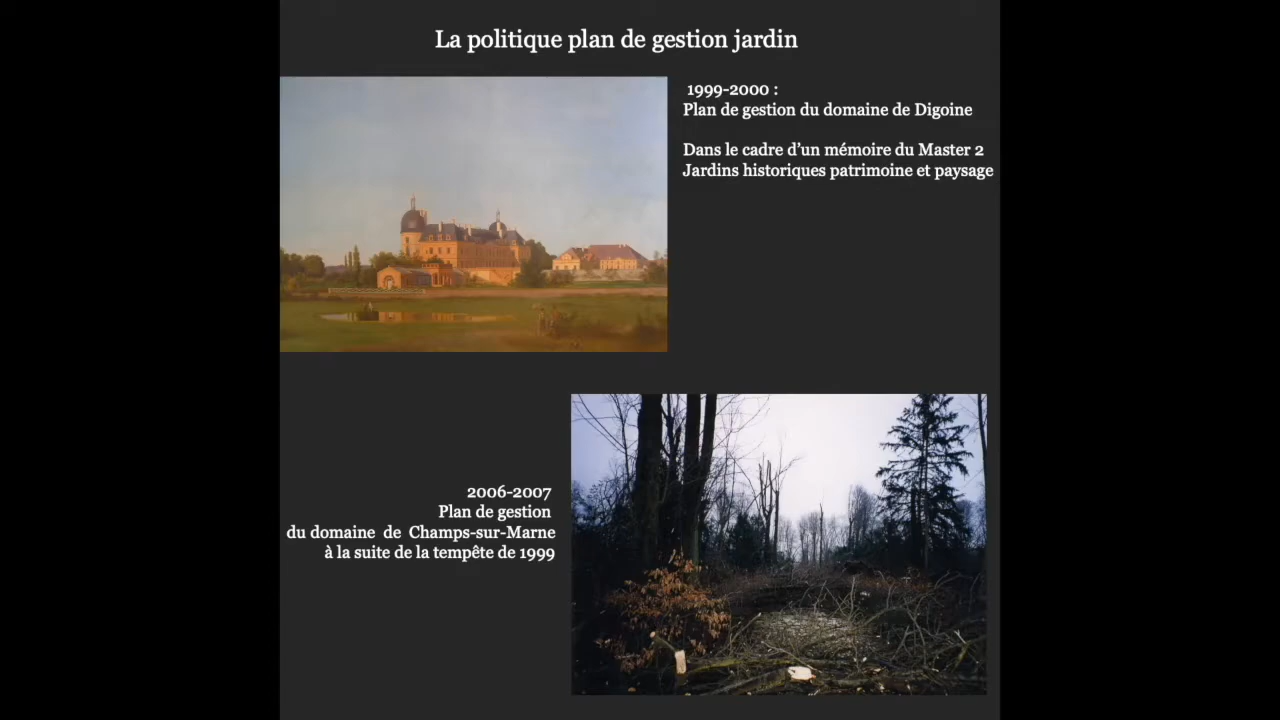 La politique plan de gestion jardin
1999-2000 :
Plan de gestion du domaine de Digoine
Dans le cadre d’un mémoire du Master 2
Jardins historiques patrimoine et paysage
2006-2007
Plan de gestion
du domaine de Champs-sur-Marne
à la suite de la tempête de 1999